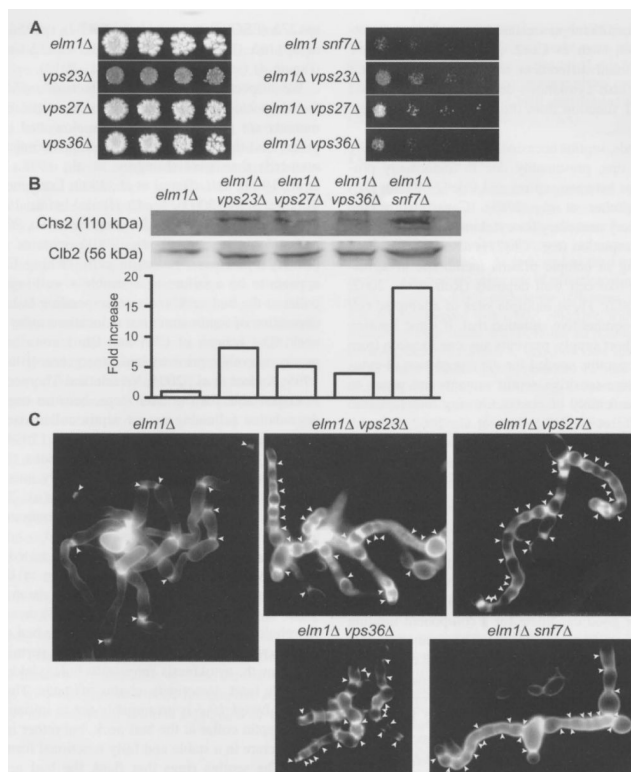 A
elm1Δ
vps23Δ
vps27Δ
vps36Δ
elm1 snf7Δ
elm1Δ vps23Δ
elm1Δ vps27Δ
elm1Δ vps36Δ
B
elm1Δ
elm1Δ vps23Δ
elm1Δ vps27Δ
elm1Δ vps36Δ
elm1Δ snf7Δ
Chs2 (110 kDa)
Clb2 (56 kDa)
Fold increase
20
15
10
5
0
C
elm1Δ
elm1Δ vps23Δ
elm1Δ vps27Δ
elm1Δ vps36Δ
elm1Δ snf7Δ